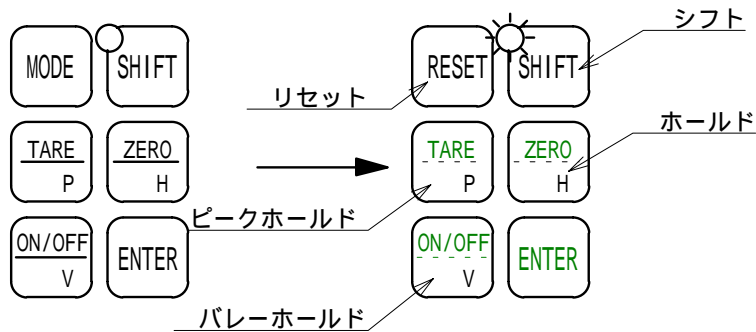 シフト
MODE
SHIFT
RESET
SHIFT
リセット
ホールド
TARE
P
ZERO
H
TARE
P
ZERO
H
ピークホールド
ON/OFF
V
ENTER
ON/OFF
V
ENTER
バレーホールド